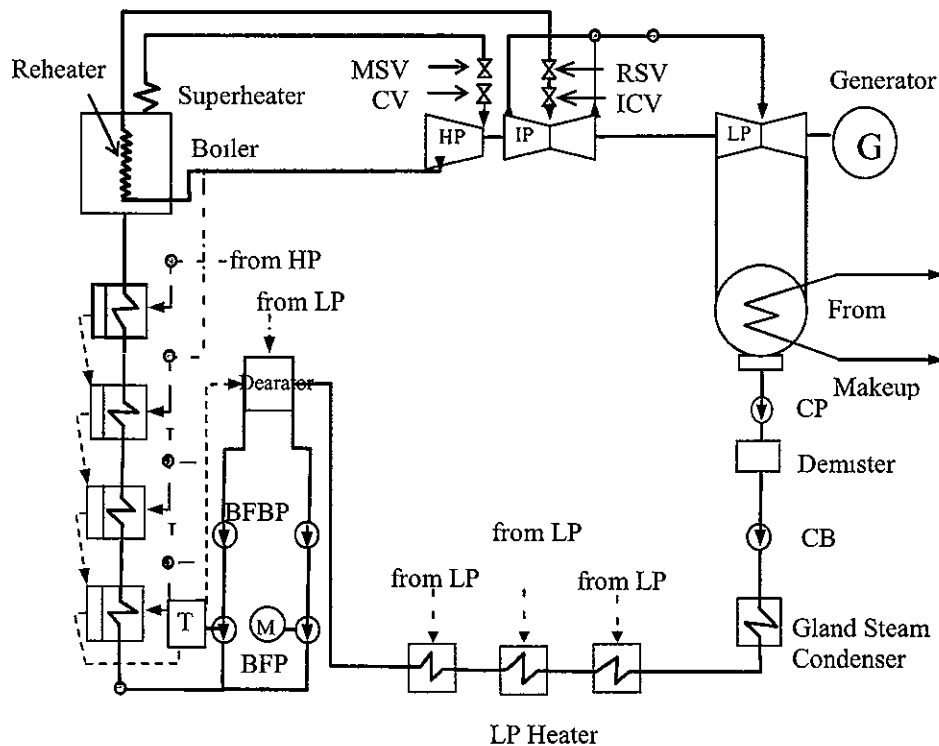 Reheater
MSV
RSV
Superheater
CV
ICV
Generator
HP
IP
LP
G
Boiler
from HP
from LP
From
Makeup
Dearator
CP
Demister
BFBP
CB
from LP
from LP
from LP
T
M
BFP
Gland Steam
Condenser
LP Heater